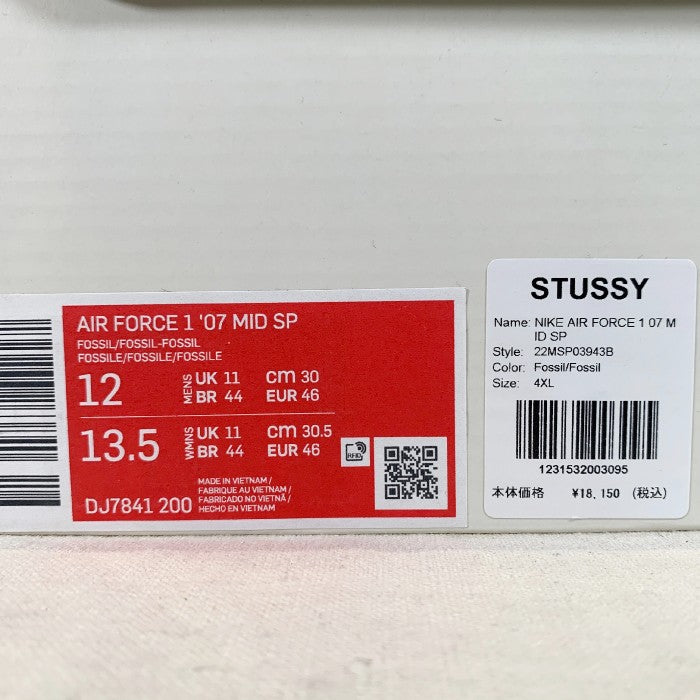 AIR FORCE 1 '07 MID SP
FOSSIL/FOSSIL-FOSSIL
FOSSILE/FOSSILE/FOSSILE
12 MENS UK 11 CM 30
BR 44 EUR 46
13.5 WMNS UK 11 CM 30.5
BR 44 EUR 46
RFID
DJ7841 200
MADE IN VIETNAM /
FABRIQUE AU VIETNAM /
FABRICADO NO VIETNÃ /
HECHO EN VIETNAM
STUSSY
Name: NIKE AIR FORCE 1 07 M
ID SP
Style: 22MSP03943B
Color: Fossil/Fossil
Size: 4XL
1231532003095
本体価格 ¥18,150 (税込)